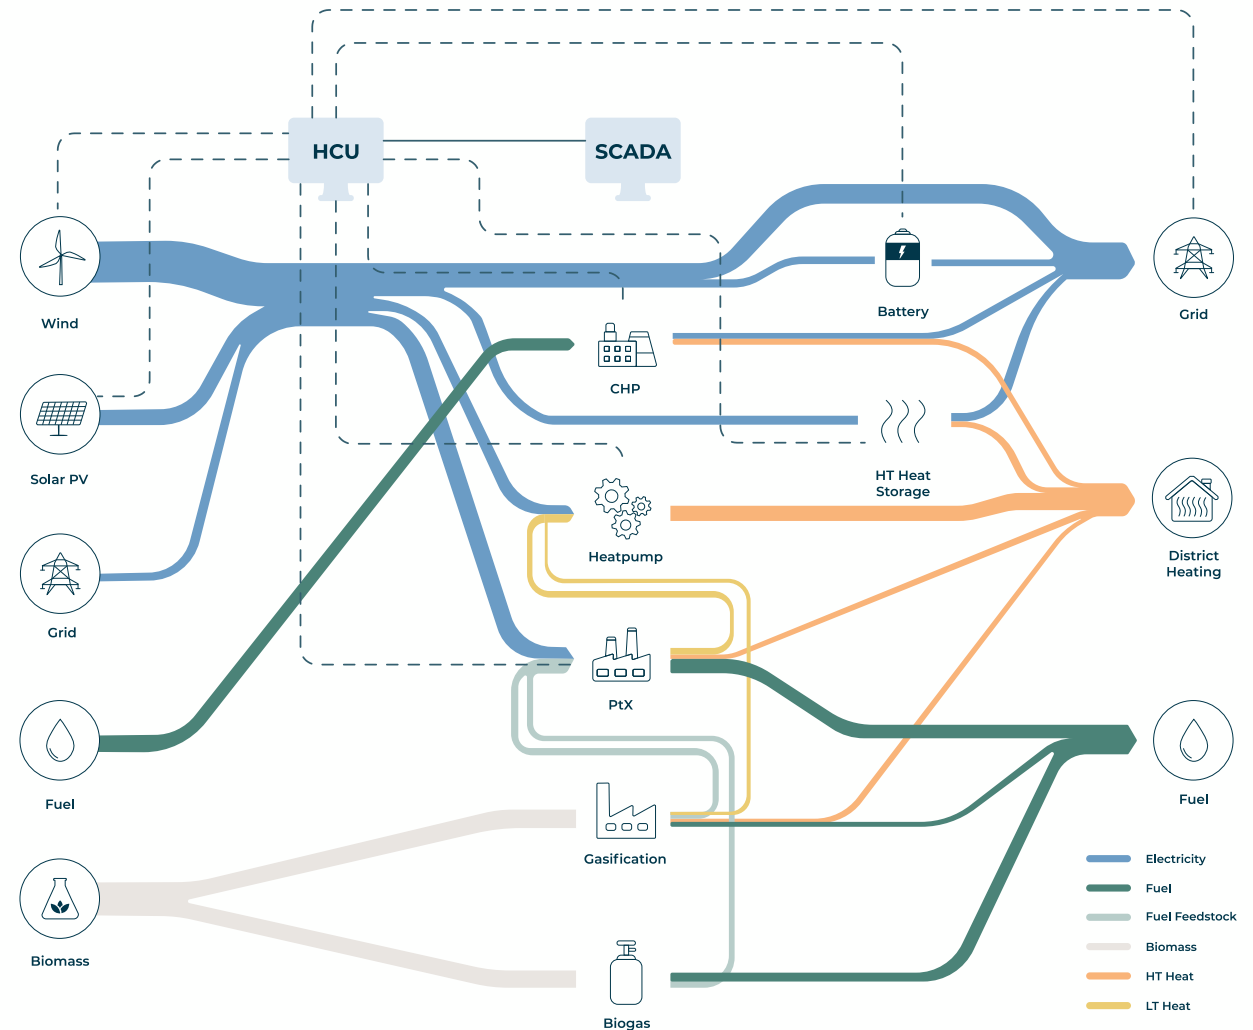 HCU
SCADA
Wind
Battery
Grid
CHP
Solar PV
HT Heat
Storage
Heatpump
District
Heating
Grid
PtX
Fuel
Fuel
Gasification
Biomass
Biogas
Electricity
Fuel
Fuel Feedstock
Biomass
HT Heat
LT Heat